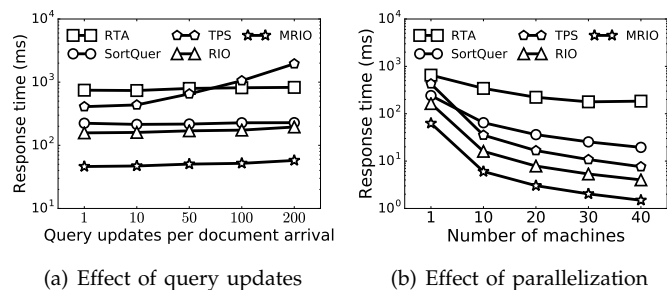 RTA TPS MRIO
SortQuer RIO
Response time (ms)
10^4
10^3
10^2
10^1
1 10 50 100 200
Query updates per document arrival
(a) Effect of query updates
RTA TPS MRIO
SortQuer RIO
Response time (ms)
10^4
10^3
10^2
10^1
10^0
1 10 20 30 40
Number of machines
(b) Effect of parallelization